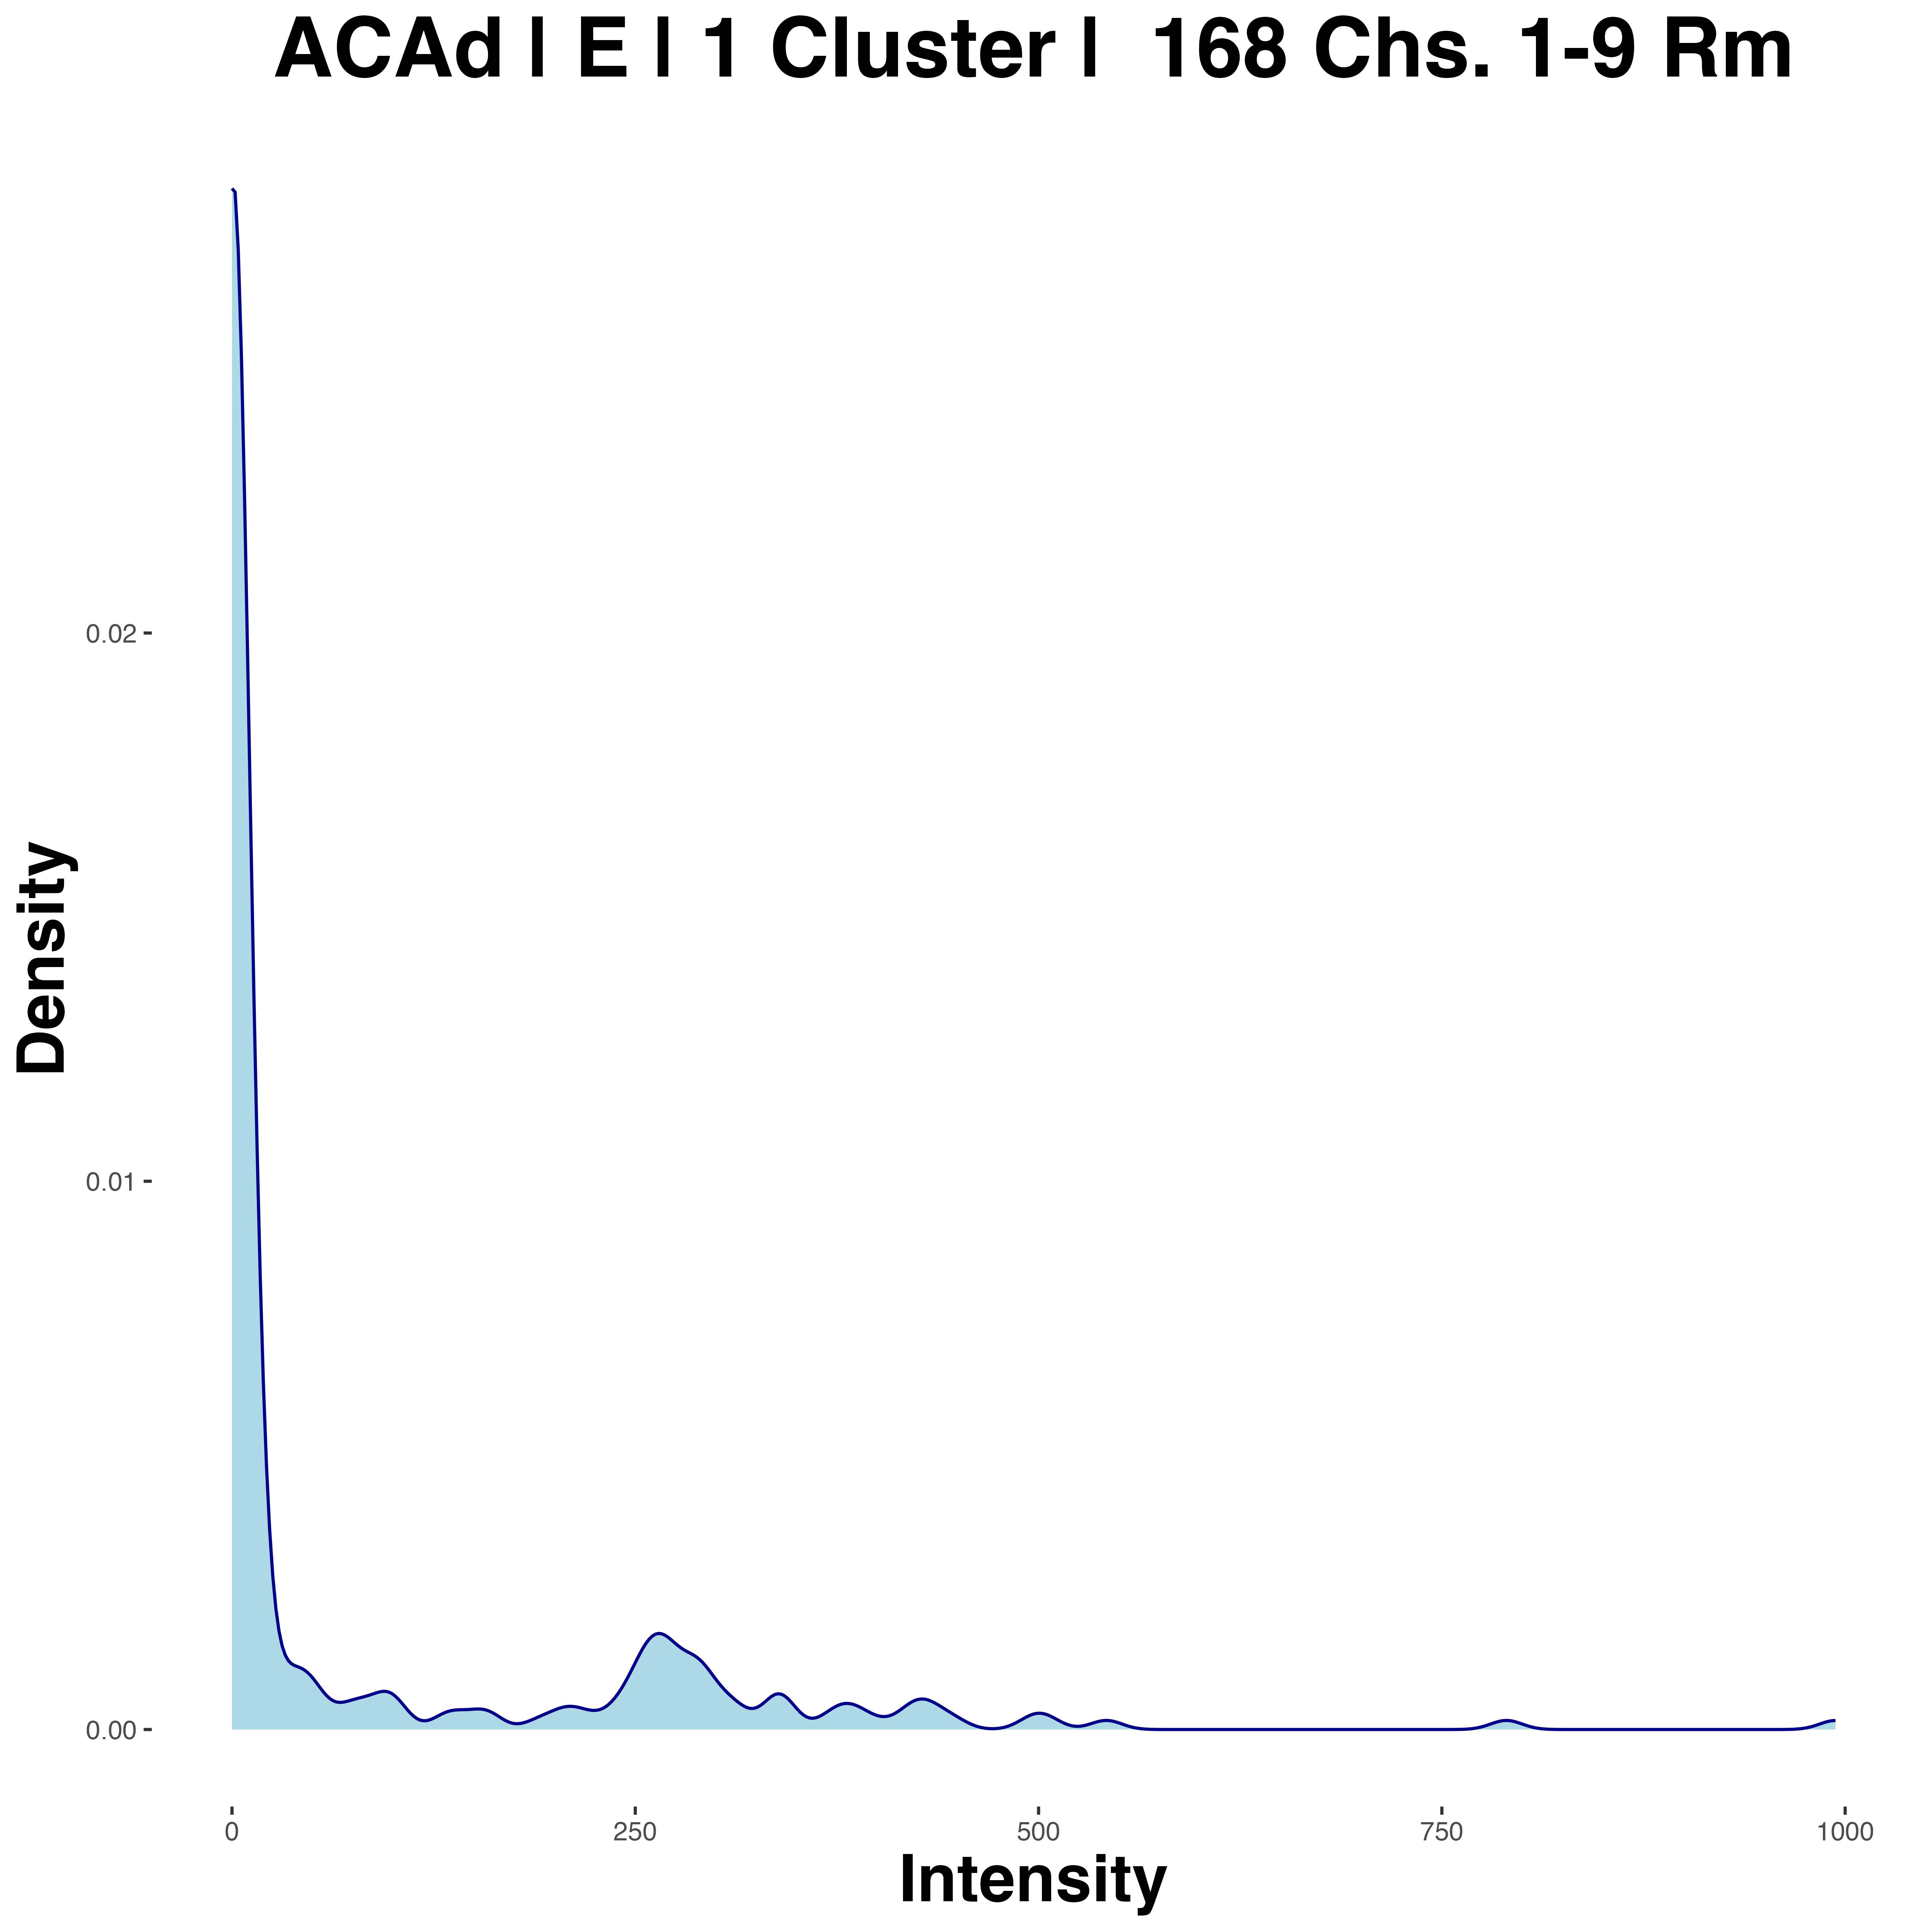 ACAd | E | 1 Cluster | 168 Chs. 1-9 Rm
Density
0.02
0.01
0.00
0 250 500 750 1000
Intensity